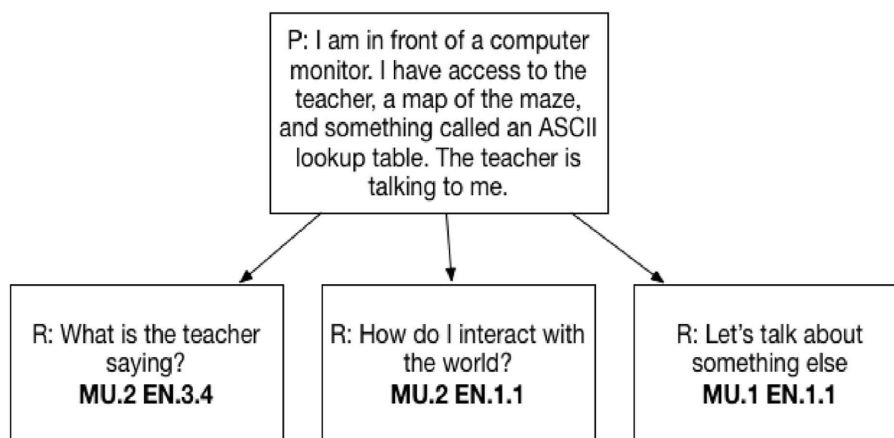 P: I am in front of a computer
monitor. I have access to the
teacher, a map of the maze,
and something called an ASCII
lookup table. The teacher is
talking to me.
R: What is the teacher
saying?
MU.2 EN.3.4
R: How do I interact with
the world?
MU.2 EN.1.1
R: Let's talk about
something else
MU.1 EN.1.1